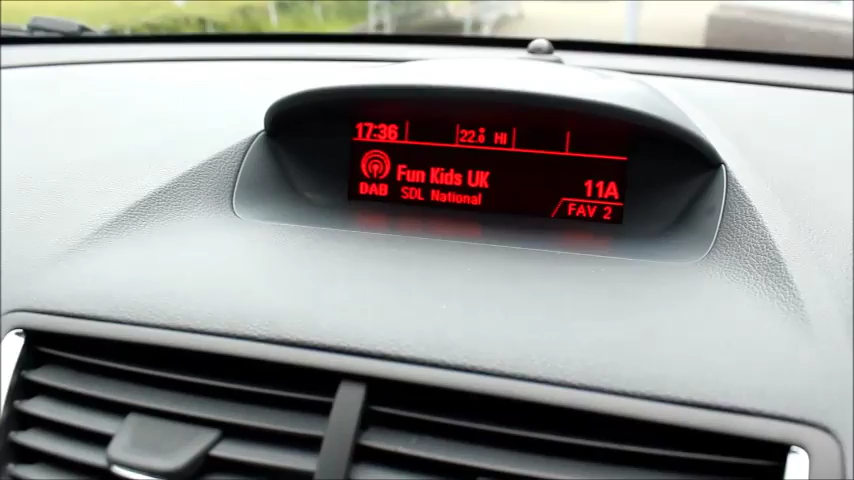 17:36 22.0 HI
Fun Kids UK
DAB SDL National 11A
FAV 2